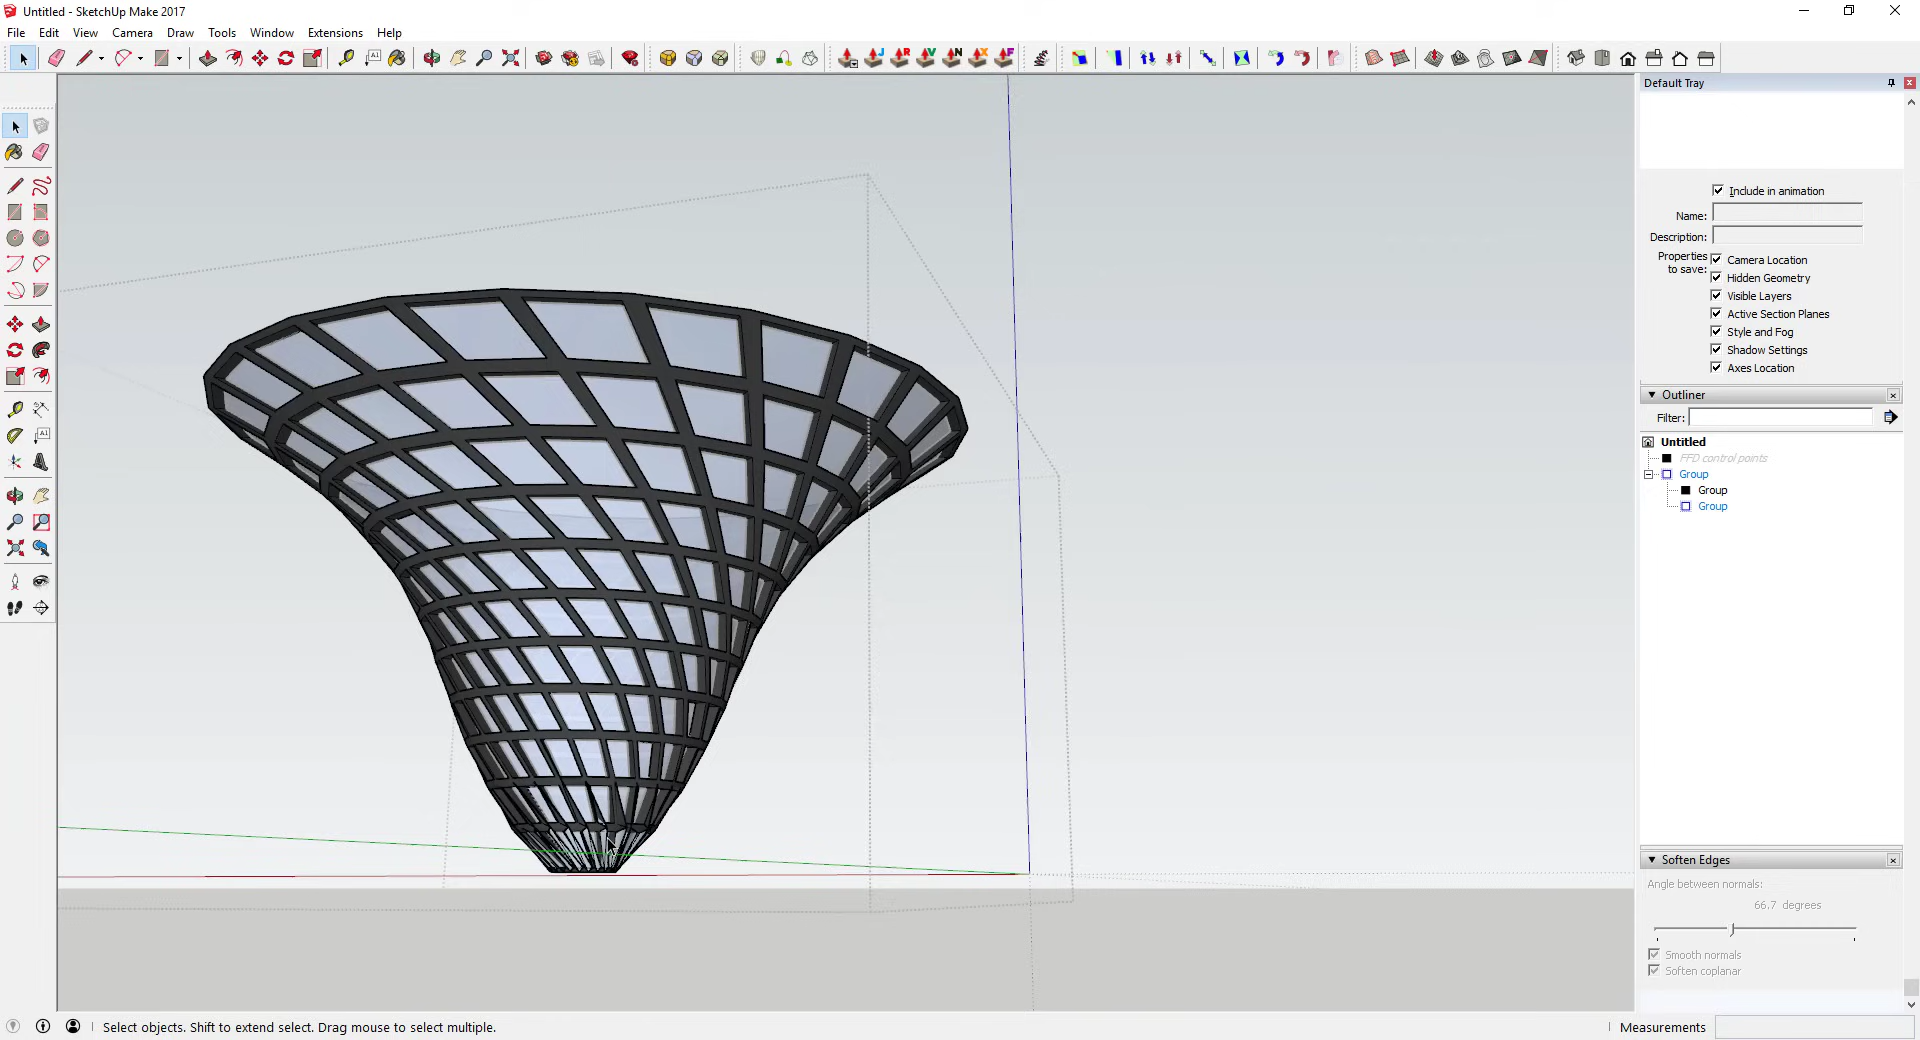 Untitled - SketchUp Make 2017
File Edit View Camera Draw Tools Window Extensions Help
J R V N X F
A1
Default Tray
Include in animation
Name:
Description:
Properties to save:
Camera Location
Hidden Geometry
Visible Layers
Active Section Planes
Style and Fog
Shadow Settings
Axes Location
Outliner
Filter:
Untitled
FFD control points
Group
Group
Group
A1
Soften Edges
Angle between normals:
66.7 degrees
Smooth normals
Soften coplanar
Select objects. Shift to extend select. Drag mouse to select multiple.
Measurements